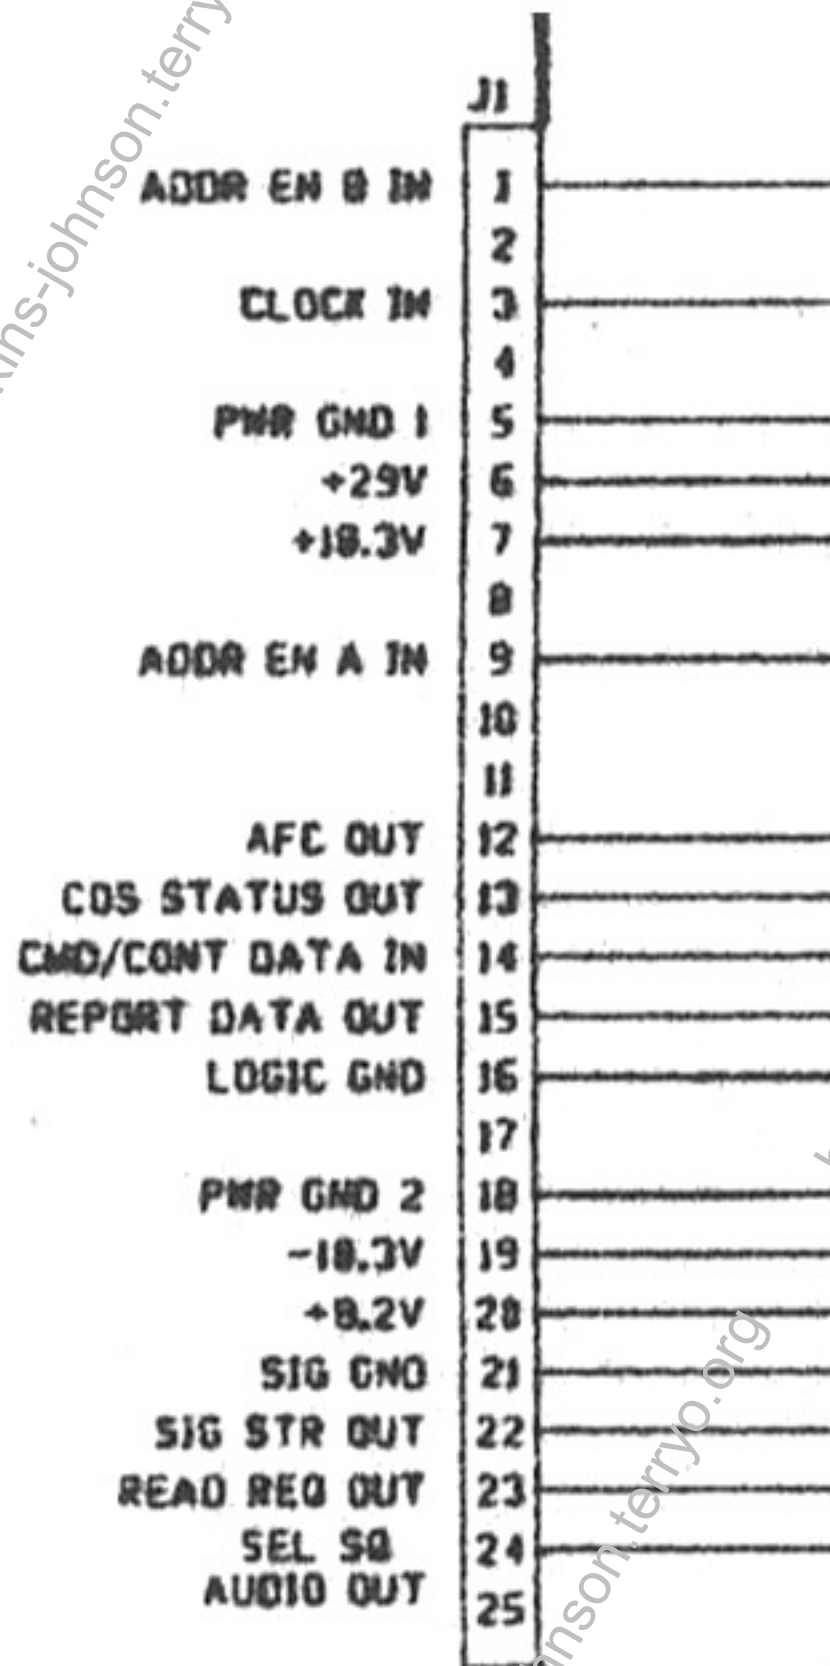 J1
ADDR EN B IN 1
2
CLOCK IN 3
4
PWR GND 1 5
+29V 6
+18.3V 7
8
ADDR EN A IN 9
10
11
AFC OUT 12
COS STATUS OUT 13
CMD/CONT DATA IN 14
REPORT DATA OUT 15
LOGIC GND 16
17
PWR GND 2 18
-18.3V 19
+8.2V 20
SIG GND 21
SIG STR OUT 22
READ REQ OUT 23
SEL SQ 24
AUDIO OUT
25